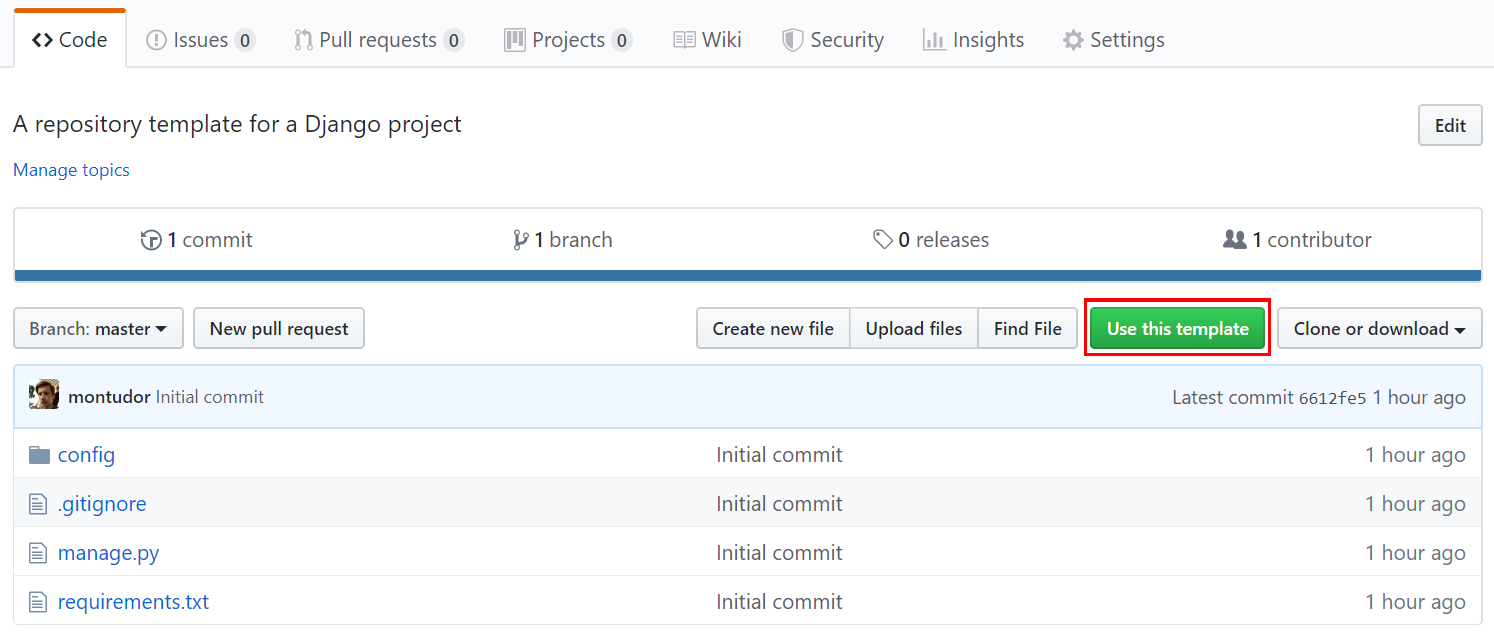 Code Issues 0 Pull requests 0 Projects 0 Wiki Security Insights Settings
A repository template for a Django project Edit
Manage topics
1 commit 1 branch 0 releases 1 contributor
Branch: master New pull request Create new file Upload files Find File Use this template Clone or download
montudor Initial commit Latest commit 6612fe5 1 hour ago
config Initial commit 1 hour ago
.gitignore Initial commit 1 hour ago
manage.py Initial commit 1 hour ago
requirements.txt Initial commit 1 hour ago